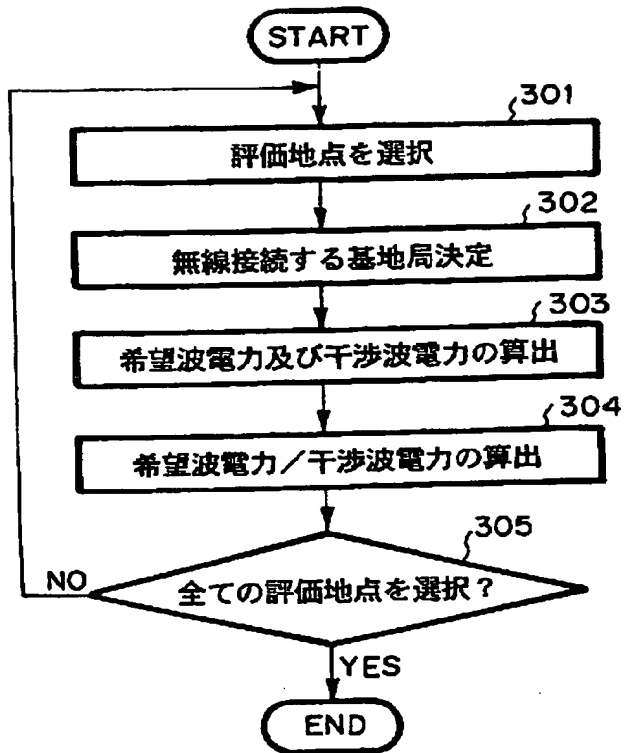 START
301
評価地点を選択
302
無線接続する基地局決定
303
希望波電力及び干渉波電力の算出
304
希望波電力／干渉波電力の算出
305
全ての評価地点を選択？
NO
YES
END